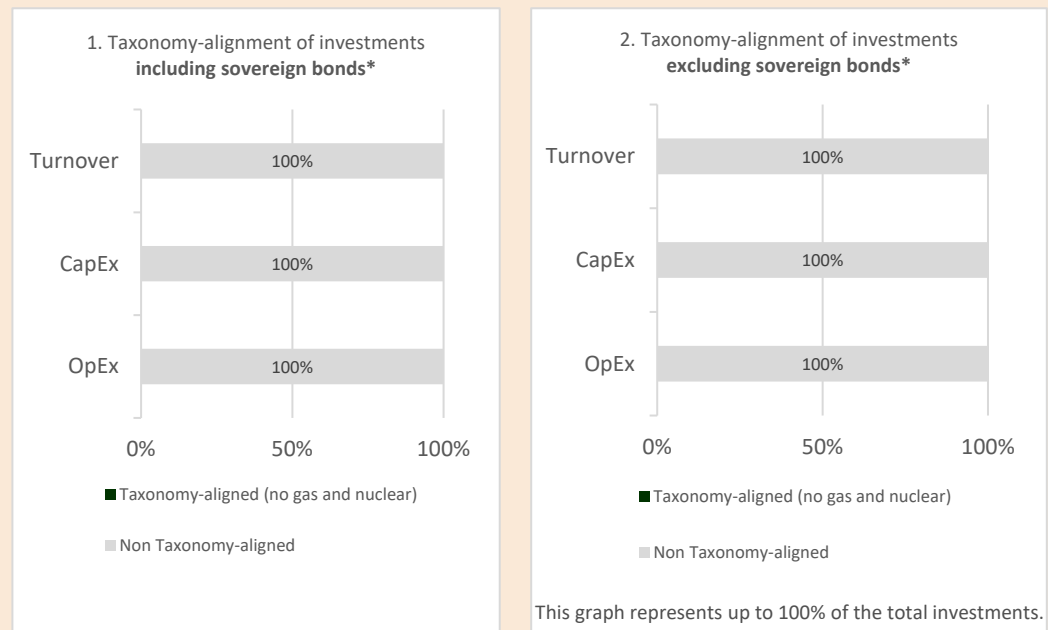 1. Taxonomy-alignment of investments
including sovereign bonds*
Turnover
100%
CapEx
100%
OpEx
100%
0%
50%
100%
Taxonomy-aligned (no gas and nuclear)
Non Taxonomy-aligned
2. Taxonomy-alignment of investments
excluding sovereign bonds*
Turnover
100%
CapEx
100%
OpEx
100%
0%
50%
100%
Taxonomy-aligned (no gas and nuclear)
Non Taxonomy-aligned
This graph represents up to 100% of the total investments.